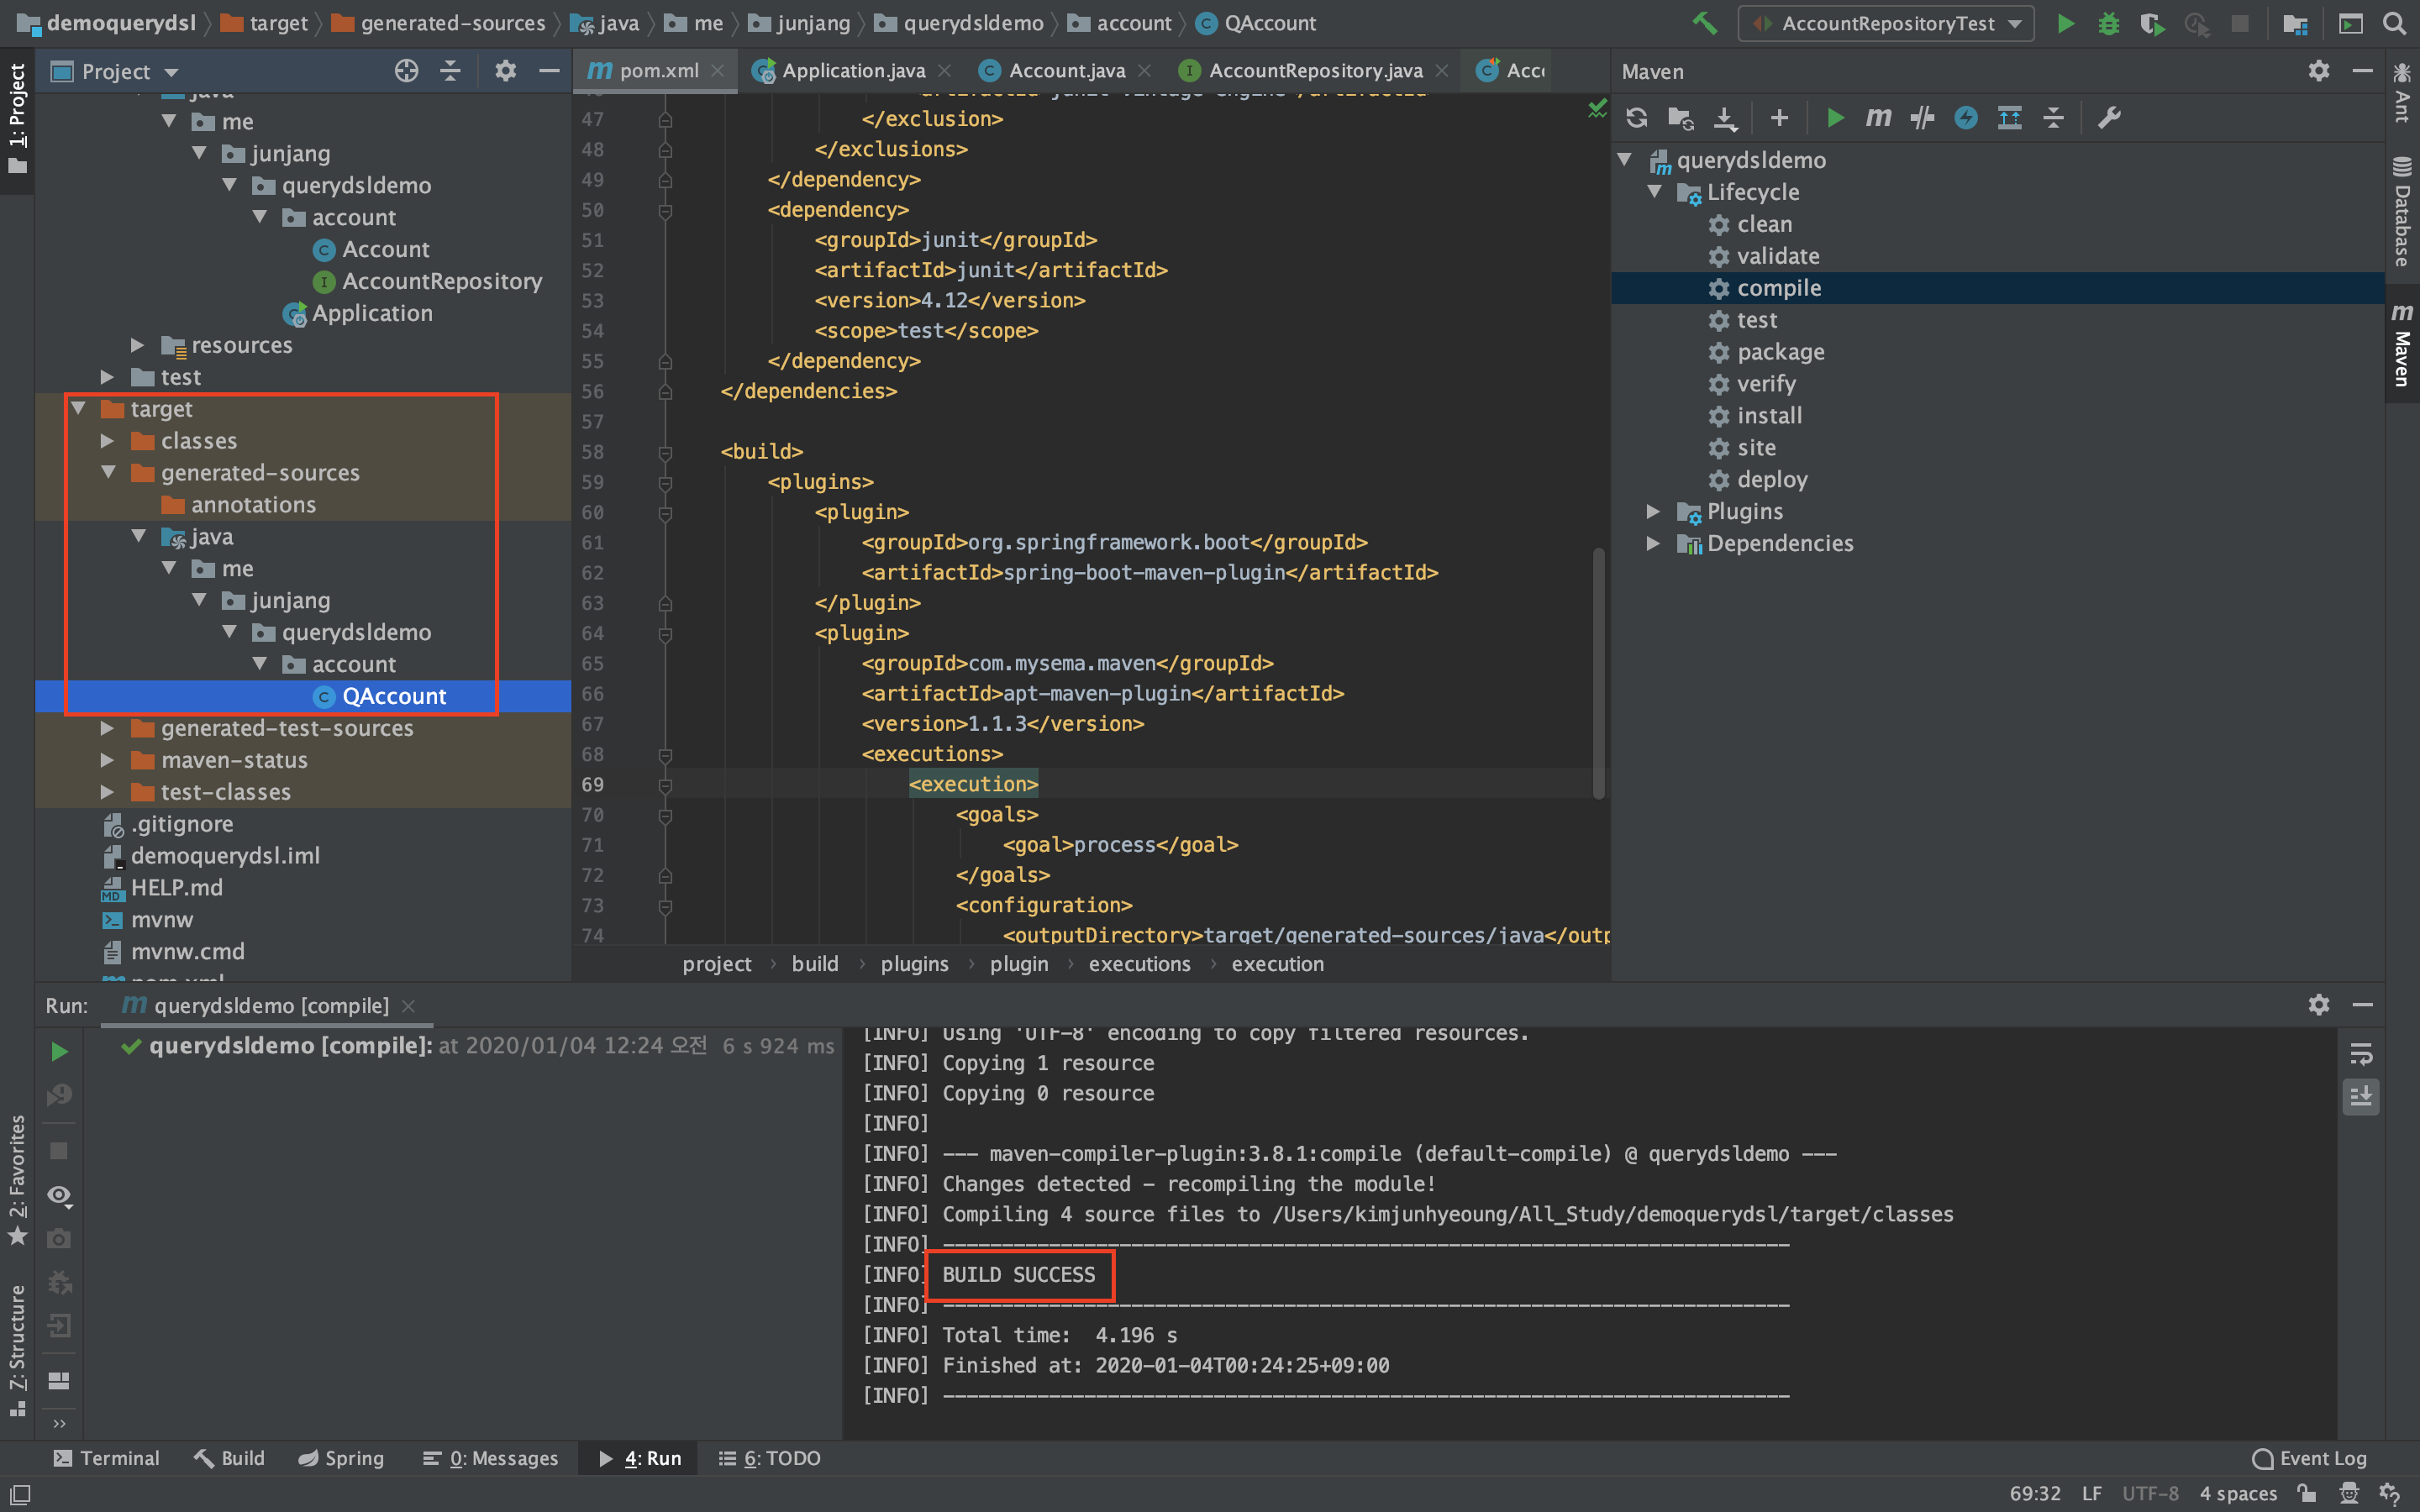 demoquerydsl target generated-sources java me junjang querydsldemo account QAccount
AccountRepositoryTest
1: Project
2: Favorites
Z: Structure
Project
java
me
junjang
querydsldemo
account
Account
AccountRepository
Application
resources
test
target
classes
generated-sources
annotations
java
me
junjang
querydsldemo
account
QAccount
generated-test-sources
maven-status
test-classes
.gitignore
demoquerydsl.iml
HELP.md
mvnw
mvnw.cmd
pom.xml
pom.xml Application.java Account.java AccountRepository.java Acc
47 </exclusion>
48 </exclusions>
49 </dependency>
50 <dependency>
51 <groupId>junit</groupId>
52 <artifactId>junit</artifactId>
53 <version>4.12</version>
54 <scope>test</scope>
55 </dependency>
56 </dependencies>
57
58 <build>
59 <plugins>
60 <plugin>
61 <groupId>org.springframework.boot</groupId>
62 <artifactId>spring-boot-maven-plugin</artifactId>
63 </plugin>
64 <plugin>
65 <groupId>com.mysema.maven</groupId>
66 <artifactId>apt-maven-plugin</artifactId>
67 <version>1.1.3</version>
68 <executions>
69 <execution>
70 <goals>
71 <goal>process</goal>
72 </goals>
73 <configuration>
74 <outputDirectory>target/generated-sources/java</outp
project › build › plugins › plugin › executions › execution
Maven
querydsldemo
Lifecycle
clean
validate
compile
test
package
verify
install
site
deploy
Plugins
Dependencies
Ant
Database
Maven
Run: querydsldemo [compile]
querydsldemo [compile]: at 2020/01/04 12:24 오전 6 s 924 ms
[INFO] Using 'UTF-8' encoding to copy filtered resources.
[INFO] Copying 1 resource
[INFO] Copying 0 resource
[INFO]
[INFO] --- maven-compiler-plugin:3.8.1:compile (default-compile) @ querydsldemo ---
[INFO] Changes detected - recompiling the module!
[INFO] Compiling 4 source files to /Users/kimjunhyeoung/All_Study/demoquerydsl/target/classes
[INFO] ------------------------------------------------------------------------
[INFO] BUILD SUCCESS
[INFO] ------------------------------------------------------------------------
[INFO] Total time:  4.196 s
[INFO] Finished at: 2020-01-04T00:24:25+09:00
[INFO] ------------------------------------------------------------------------
Terminal Build Spring 0: Messages 4: Run 6: TODO Event Log
69:32 LF UTF-8 4 spaces